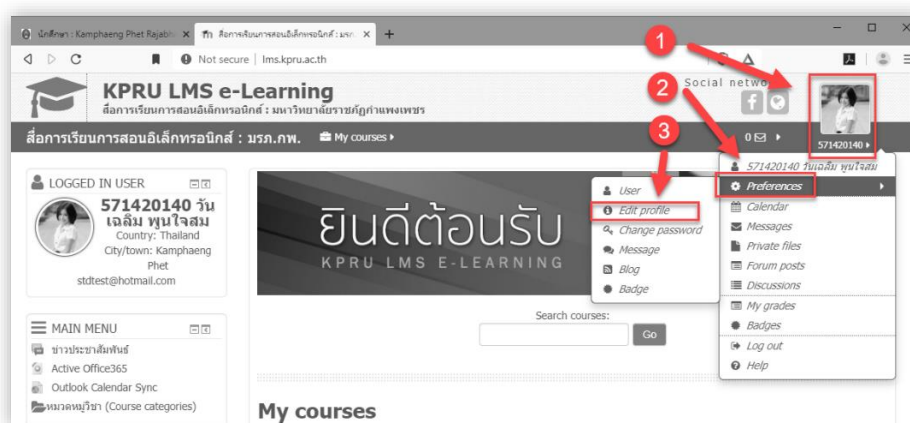 นักศึกษา : Kamphaeng Phet Rajabh
สื่อการเรียนการสอนอิเล็กทรอนิกส์ : มรภ.
Not secure | lms.kpru.ac.th
KPRU LMS e-Learning
สื่อการเรียนการสอนอิเล็กทรอนิกส์ : มหาวิทยาลัยราชภัฏกำแพงเพชร
Social netwo
1
2
3
สื่อการเรียนการสอนอิเล็กทรอนิกส์ : มรภ.กพ.
My courses
0
571420140
LOGGED IN USER
571420140 วัน
เฉลิม พูนใจสม
Country: Thailand
City/town: Kamphaeng
Phet
stdtest@hotmail.com
ยินดีต้อนรับ
KPRU LMS E-LEARNING
User
Edit profile
Change password
Message
Blog
Badge
571420140 วันเฉลิม พูนใจสม
Preferences
Calendar
Messages
Private files
Forum posts
Discussions
My grades
Badges
Log out
Help
MAIN MENU
ข่าวประชาสัมพันธ์
Active Office365
Outlook Calendar Sync
หมวดหมู่วิชา (Course categories)
Search courses:
Go
My courses